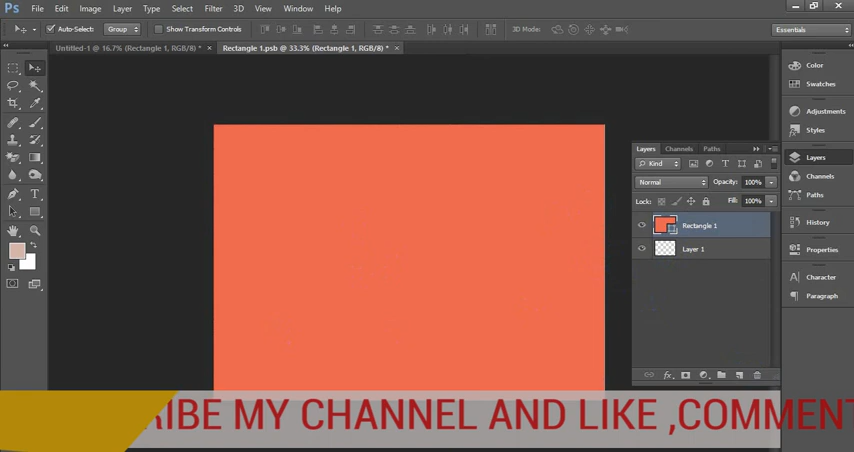 Ps File Edit Image Layer Type Select Filter 3D View Window Help
Auto-Select: Group Show Transform Controls 3D Mode: Essentials
Untitled-1 @ 16.7% (Rectangle 1, RGB/8) * × Rectangle 1.psb @ 33.3% (Rectangle 1, RGB/8) * ×
Color
Swatches
Adjustments
Styles
Layers
Channels
Paths
History
Properties
Character
Paragraph
Layers Channels Paths
Kind
Normal Opacity: 100%
Lock: Fill: 100%
Rectangle 1
Layer 1
fx
RIBE MY CHANNEL AND LIKE ,COMMENT